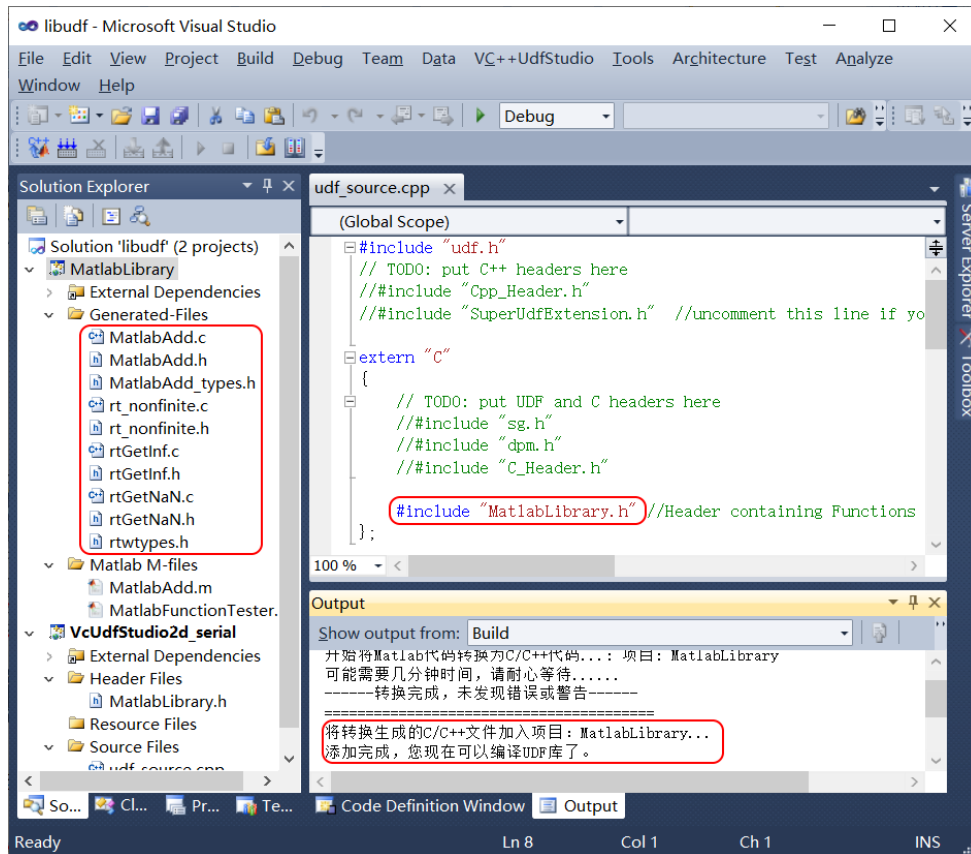 libudf - Microsoft Visual Studio
File Edit View Project Build Debug Team Data VC++UdfStudio Tools Architecture Test Analyze
Window Help
Debug
Solution Explorer
Solution 'libudf' (2 projects)
MatlabLibrary
External Dependencies
Generated-Files
MatlabAdd.c
MatlabAdd.h
MatlabAdd_types.h
rt_nonfinite.c
rt_nonfinite.h
rtGetInf.c
rtGetInf.h
rtGetNaN.c
rtGetNaN.h
rtwtypes.h
Matlab M-files
MatlabAdd.m
MatlabFunctionTester.
VcUdfStudio2d_serial
External Dependencies
Header Files
MatlabLibrary.h
Resource Files
Source Files
udf_source.cpp
So... Cl... Pr... Te...
udf_source.cpp
(Global Scope)
#include "udf.h"
// TODO: put C++ headers here
//#include "Cpp_Header.h"
//#include "SuperUdfExtension.h" //uncomment this line if yo
extern "C"
{
// TODO: put UDF and C headers here
//#include "sg.h"
//#include "dpm.h"
//#include "C_Header.h"
#include "MatlabLibrary.h" //Header containing Functions
};
100 %
Output
Show output from: Build
开始将Matlab代码转换为C/C++代码...: 项目: MatlabLibrary
可能需要几分钟时间，请耐心等待......
------转换完成，未发现错误或警告------
========================================
将转换生成的C/C++文件加入项目: MatlabLibrary...
添加完成，您现在可以编译UDF库了。
Code Definition Window Output
Server Explorer
Toolbox
Ready Ln 8 Col 1 Ch 1 INS